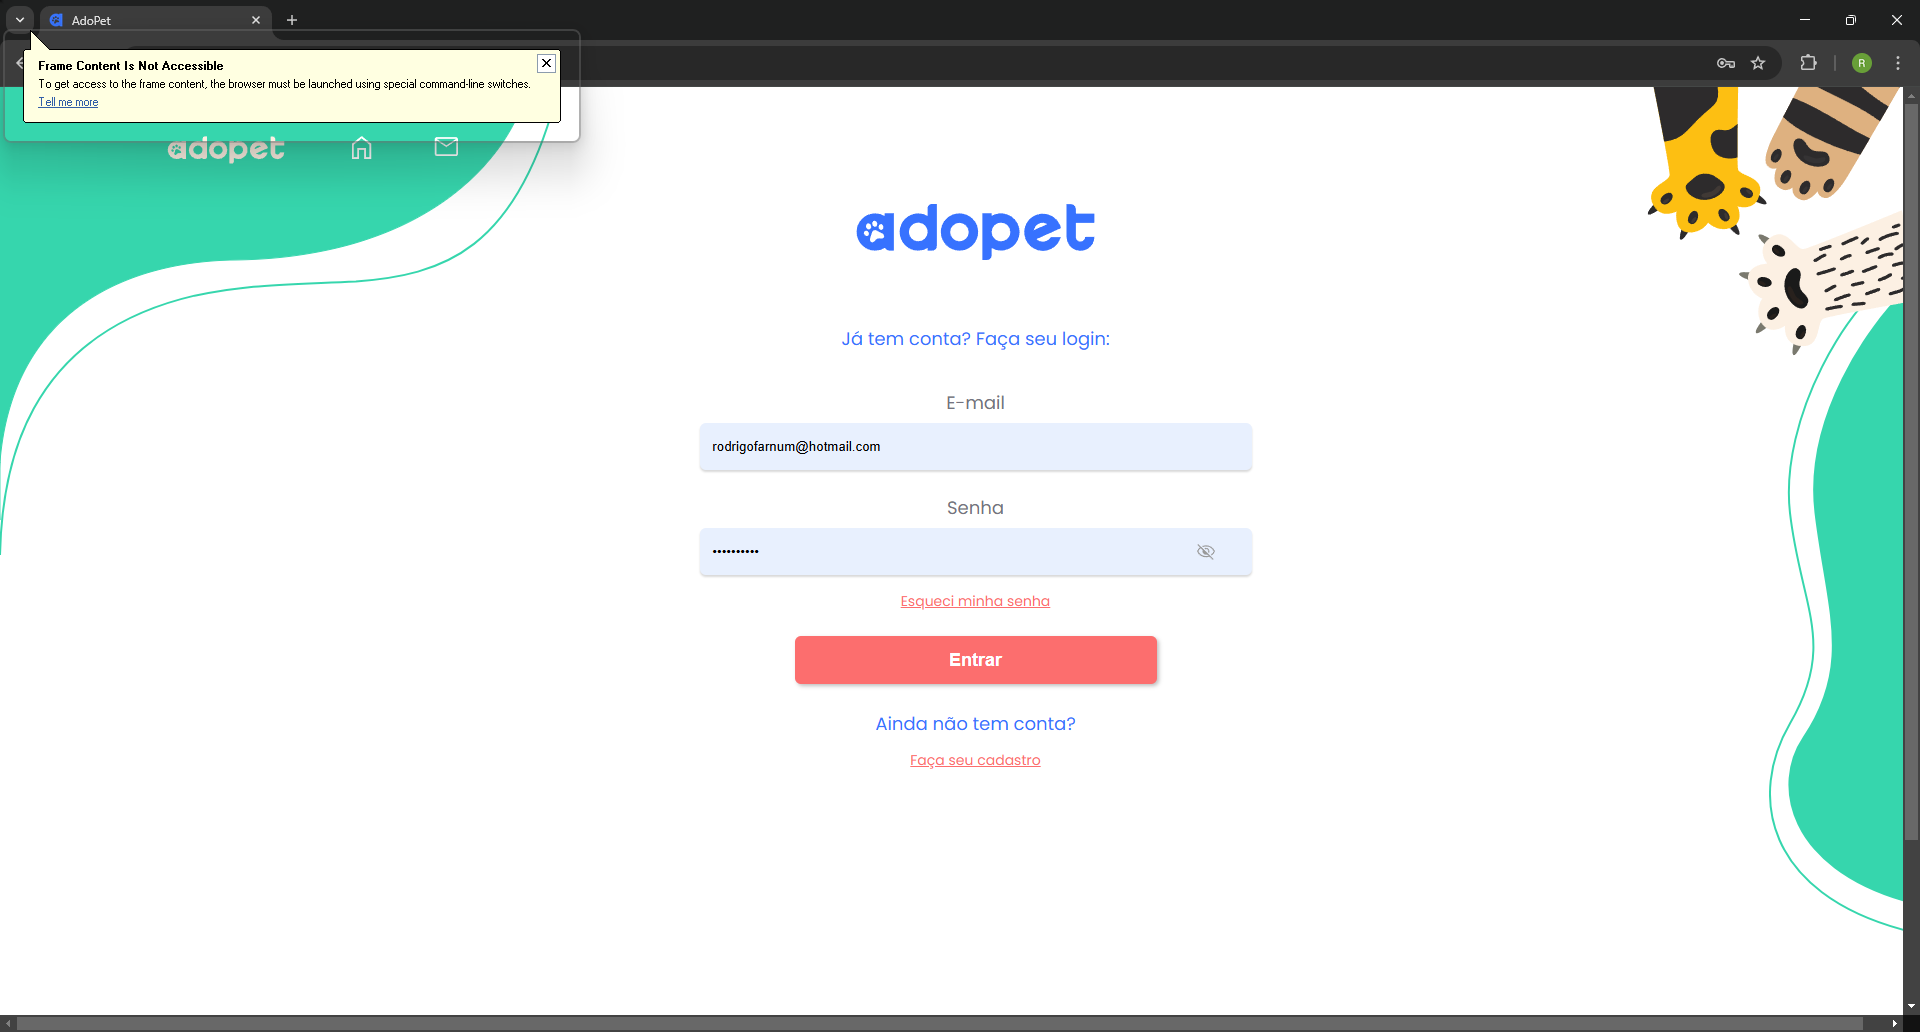 AdoPet
Frame Content Is Not Accessible
To get access to the frame content, the browser must be launched using special command-line switches.
Tell me more
R
adopet
adopet
Já tem conta? Faça seu login:
E-mail
rodrigofarnum@hotmail.com
Senha
••••••••••
Esqueci minha senha
Entrar
Ainda não tem conta?
Faça seu cadastro